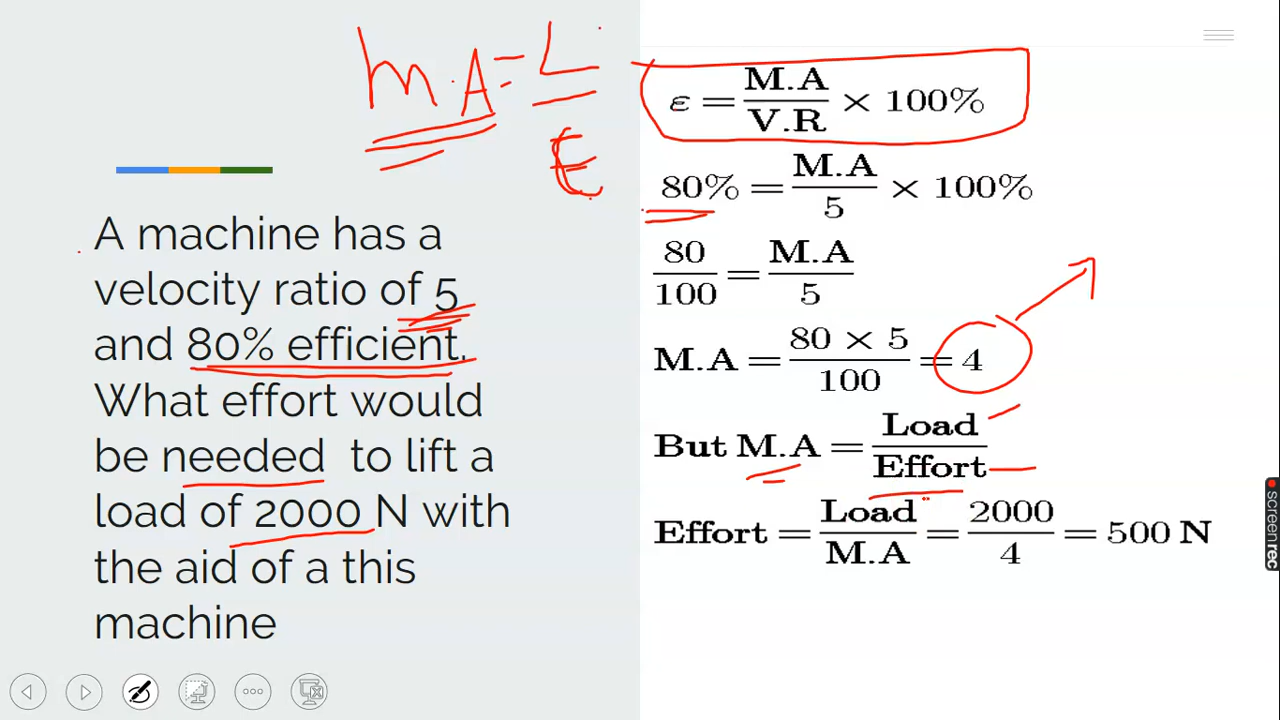 m.A = L
E
A machine has a
velocity ratio of 5
and 80% efficient.
What effort would
be needed to lift a
load of 2000 N with
the aid of a this
machine
ε = M.A / V.R × 100%
80% = M.A / 5 × 100%
80 / 100 = M.A / 5
M.A = 80 × 5 / 100 = 4
But M.A = Load / Effort
Effort = Load / M.A = 2000 / 4 = 500 N
screenrec